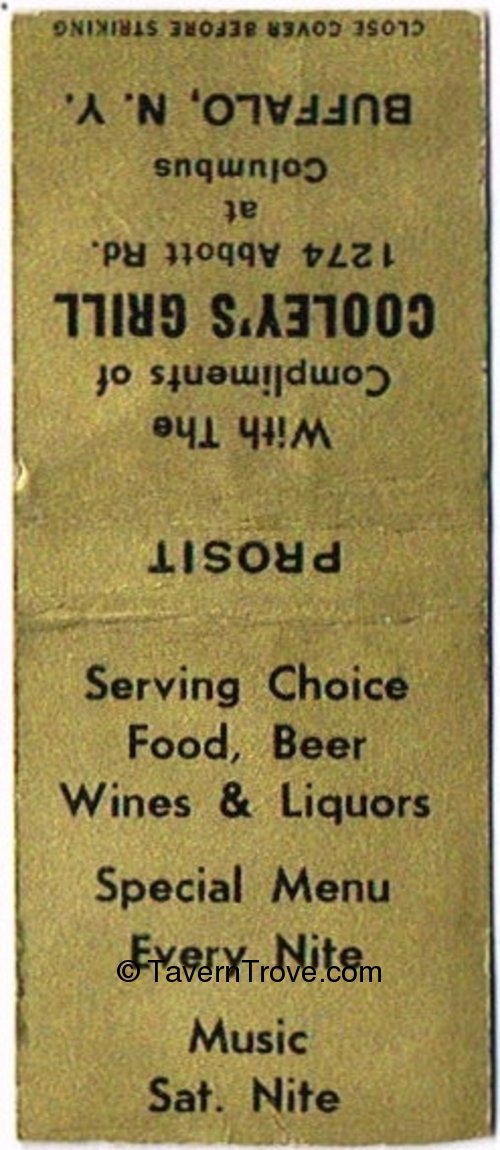 PROSIT
With The
Compliments of
COOLEY'S GRILL
1274 Abbott Rd.
at
Columbus
BUFFALO, N. Y.
CLOSE COVER BEFORE STRIKING
Serving Choice
Food, Beer
Wines & Liquors
Special Menu
Every Nite
© TavernTrove.com
Music
Sat. Nite